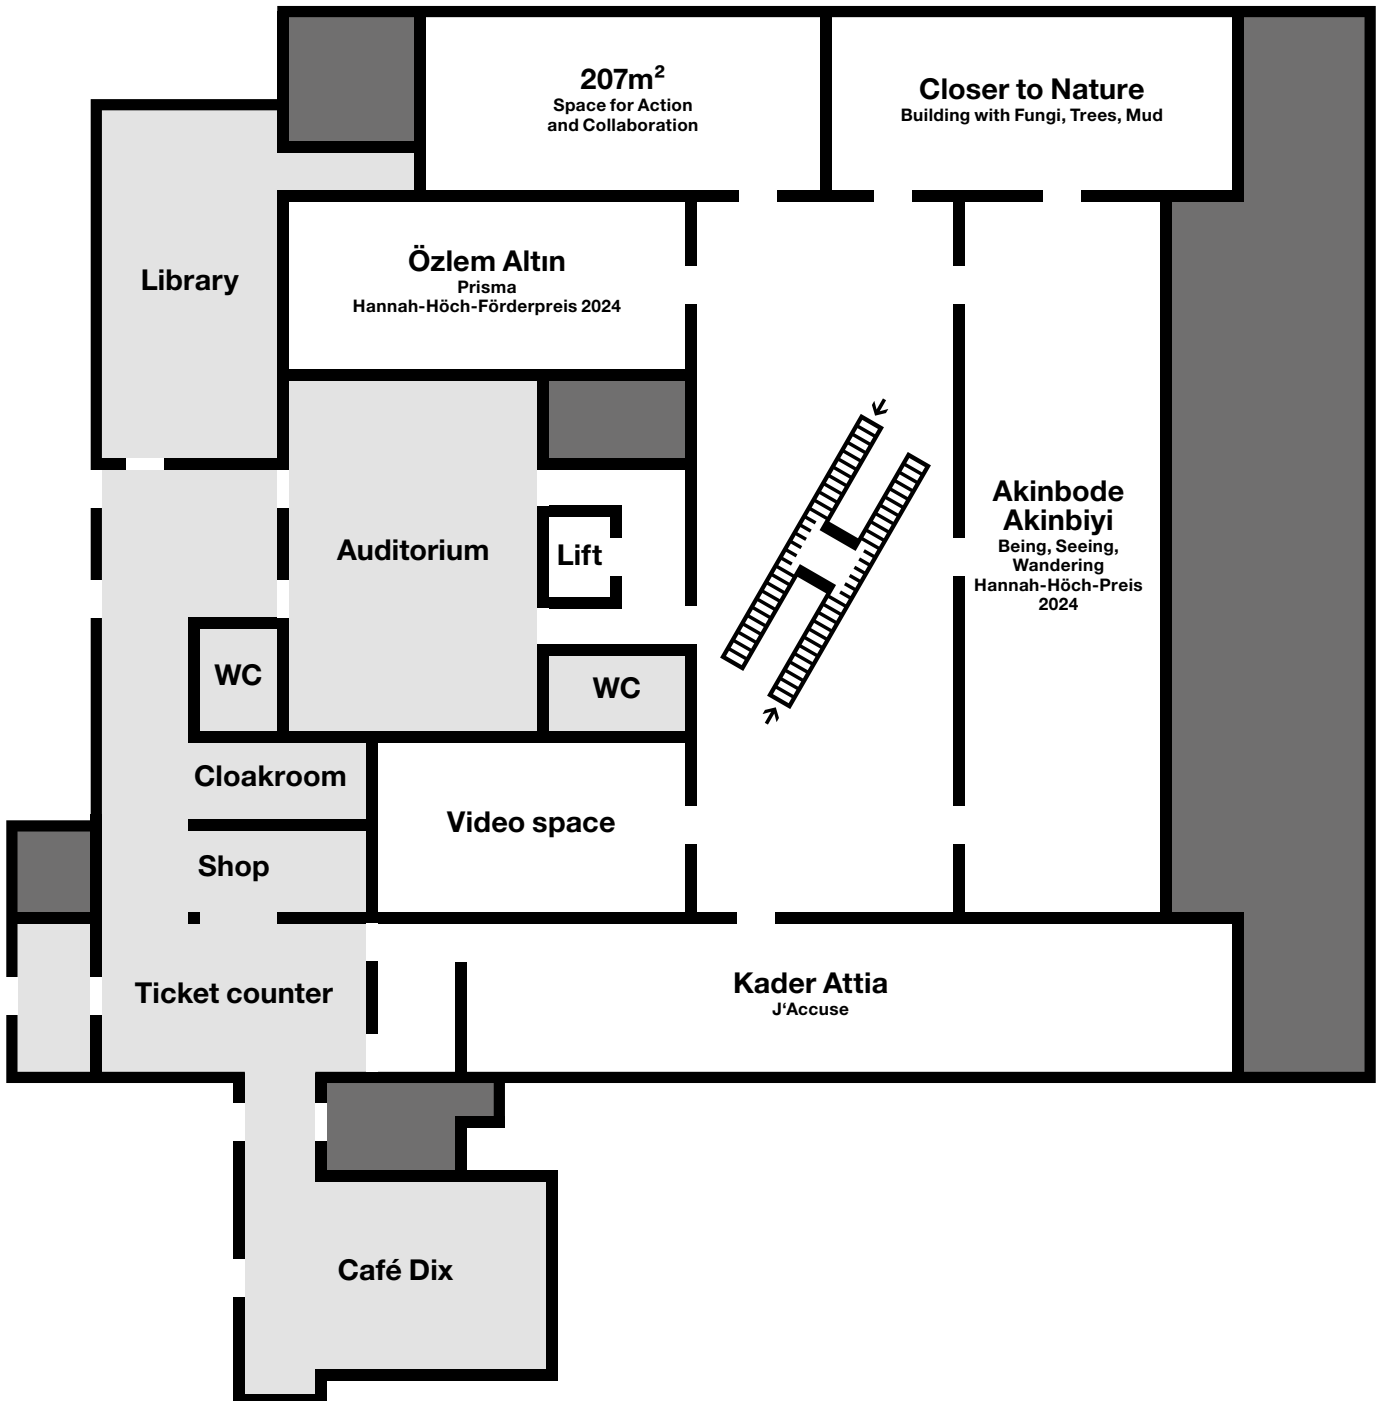 207m²
Space for Action
and Collaboration
Closer to Nature
Building with Fungi, Trees, Mud
Özlem Altın
Prisma
Hannah-Höch-Förderpreis 2024
Library
Akinbode
Akinbiyi
Being, Seeing,
Wandering
Hannah-Höch-Preis
2024
Auditorium
Lift
WC
WC
Cloakroom
Video space
Shop
Ticket counter
Kader Attia
J‘Accuse
Café Dix